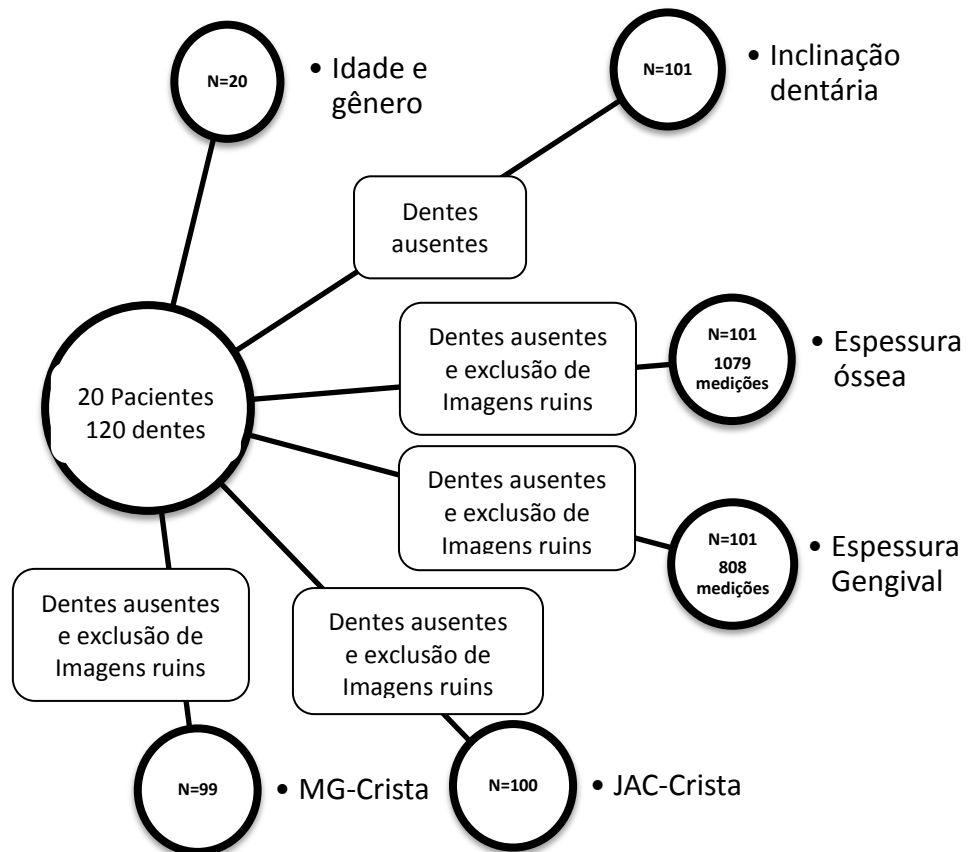 N=20
• Idade e
gênero
N=101
• Inclinação
dentária
Dentes
ausentes
Dentes ausentes
e exclusão de
Imagens ruins
N=101
1079
medições
• Espessura
óssea
20 Pacientes
120 dentes
Dentes ausentes
e exclusão de
Imagens ruins
N=101
808
medições
• Espessura
Gengival
Dentes ausentes
e exclusão de
Imagens ruins
Dentes ausentes
e exclusão de
Imagens ruins
N=99
• MG-Crista
N=100
• JAC-Crista